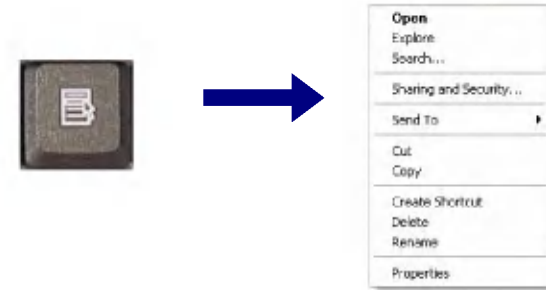 Open
Explore
Search...
Sharing and Security...
Send To
Cut
Copy
Create Shortcut
Delete
Rename
Properties